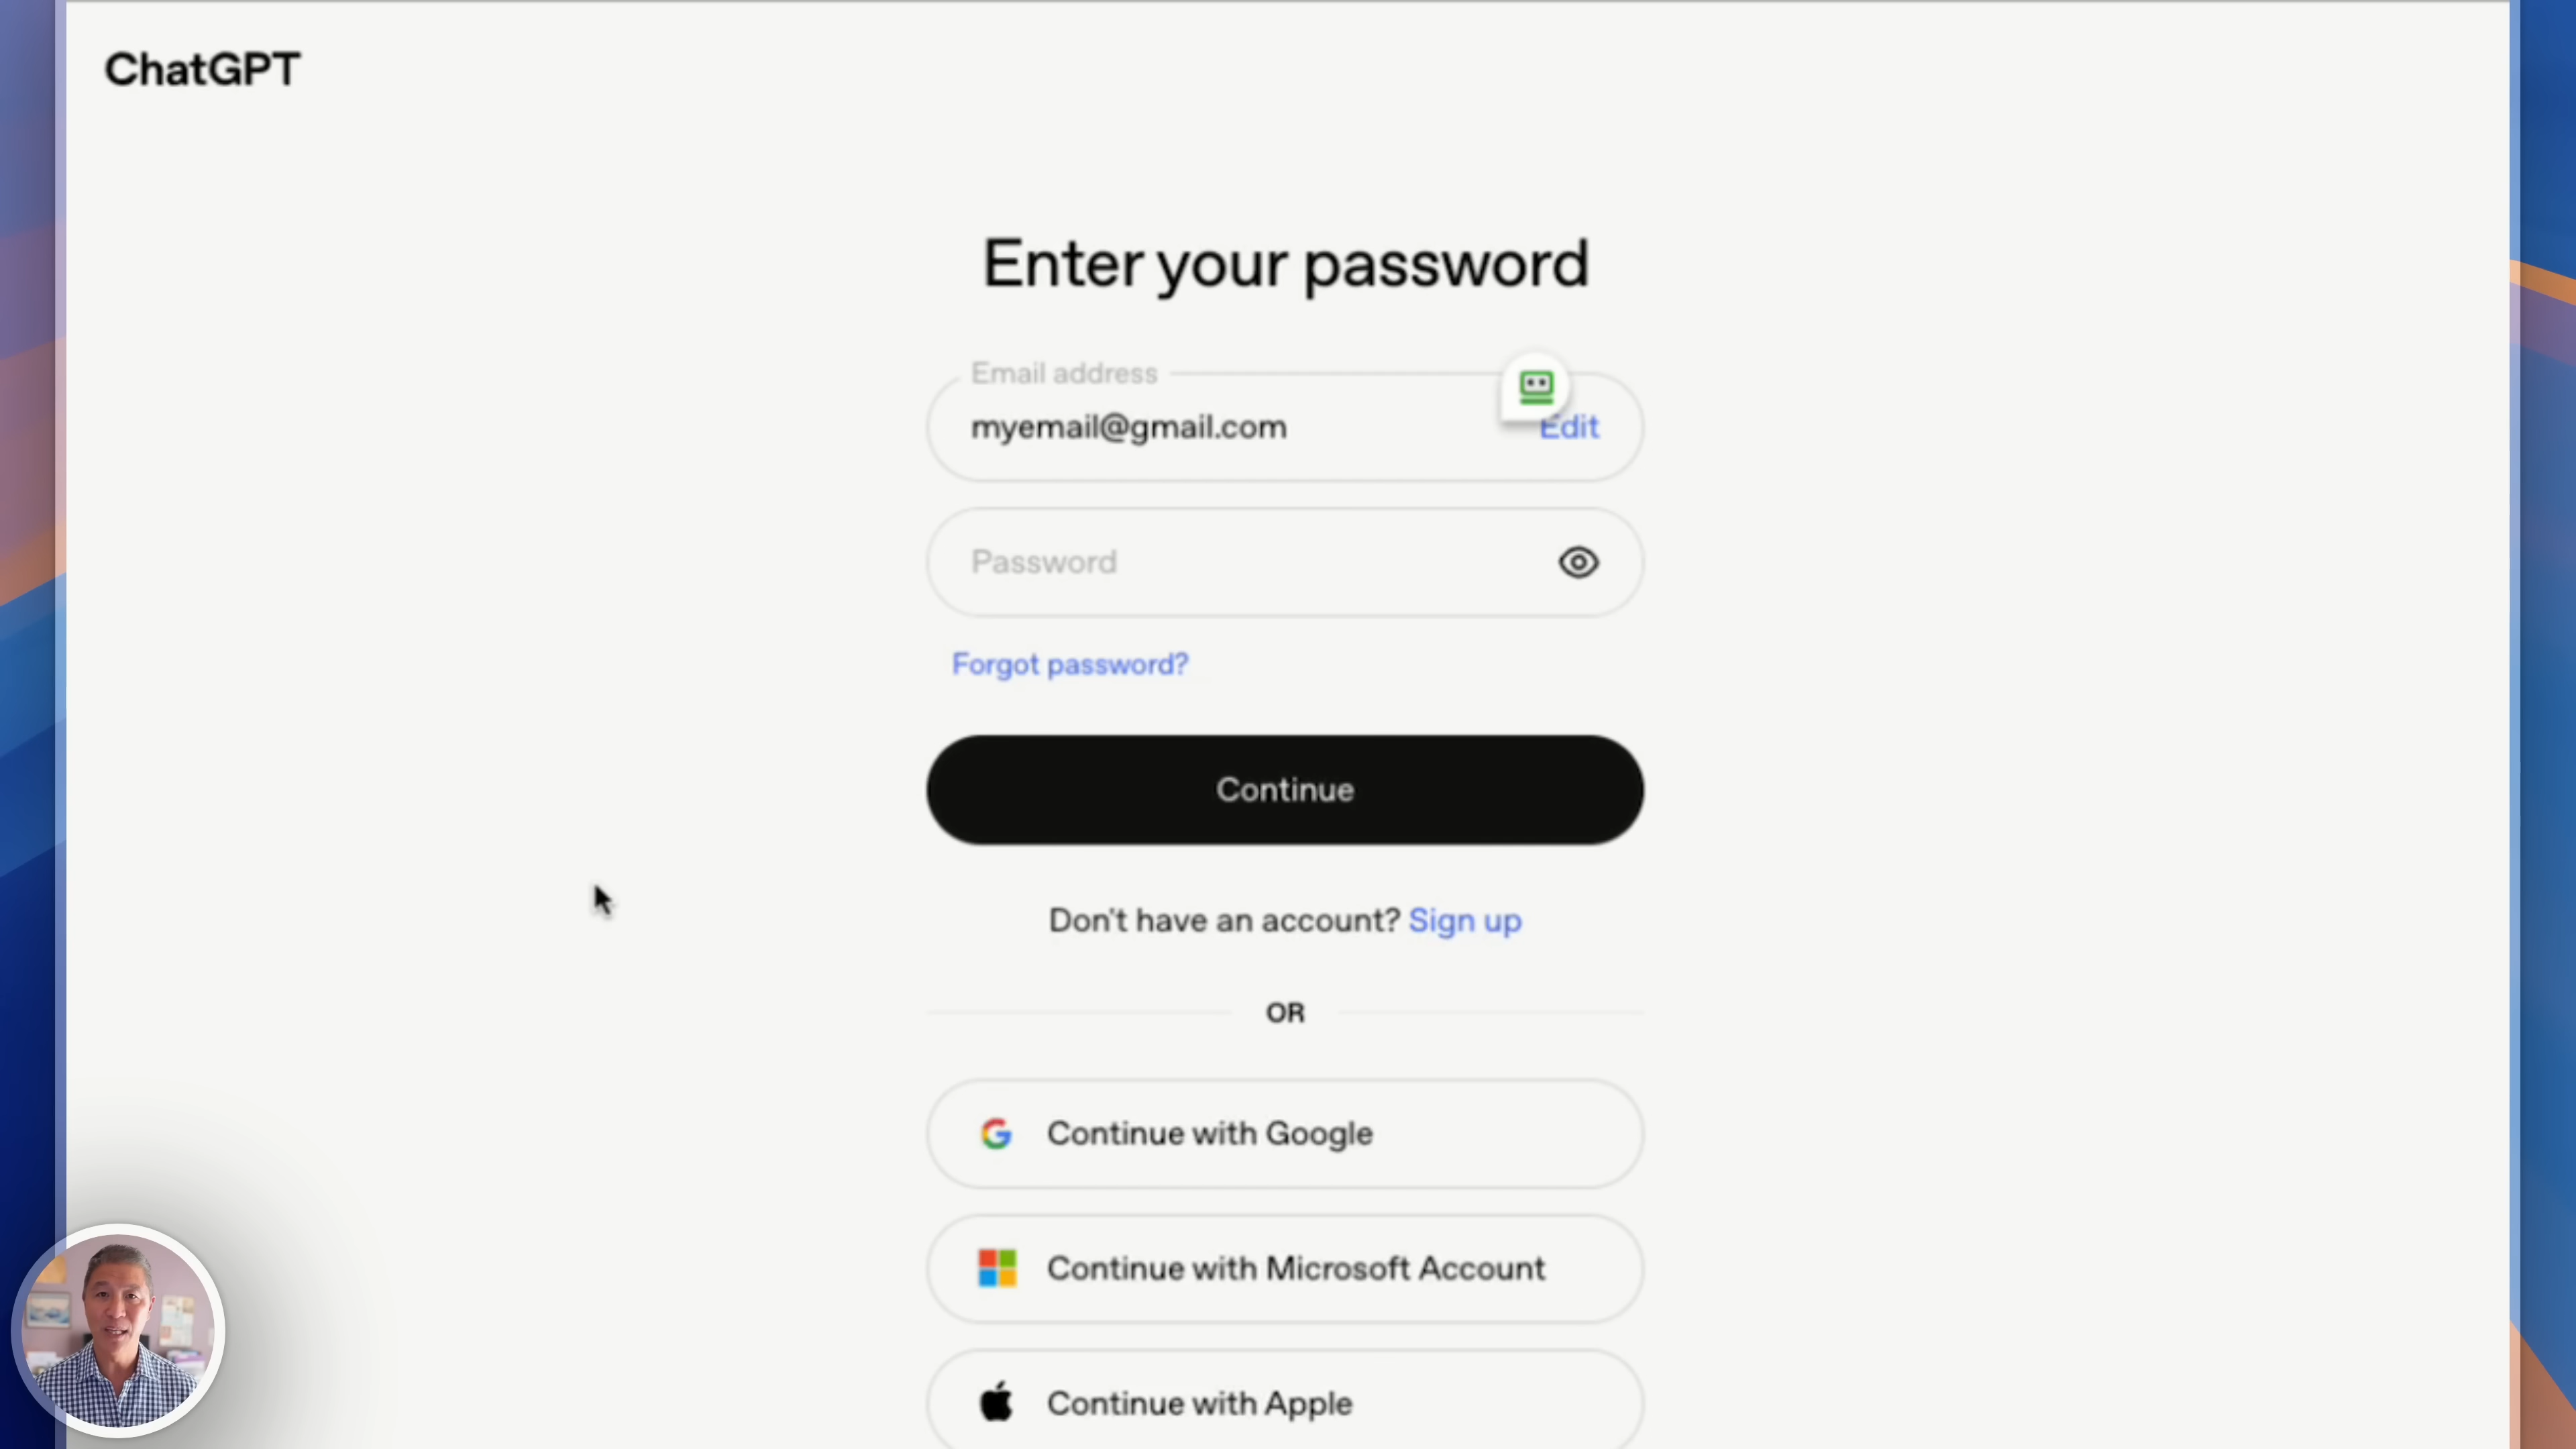 ChatGPT
Enter your password
Email address
myemail@gmail.com
Edit
Password
Forgot password?
Continue
Don't have an account? Sign up
OR
Continue with Google
Continue with Microsoft Account
Continue with Apple